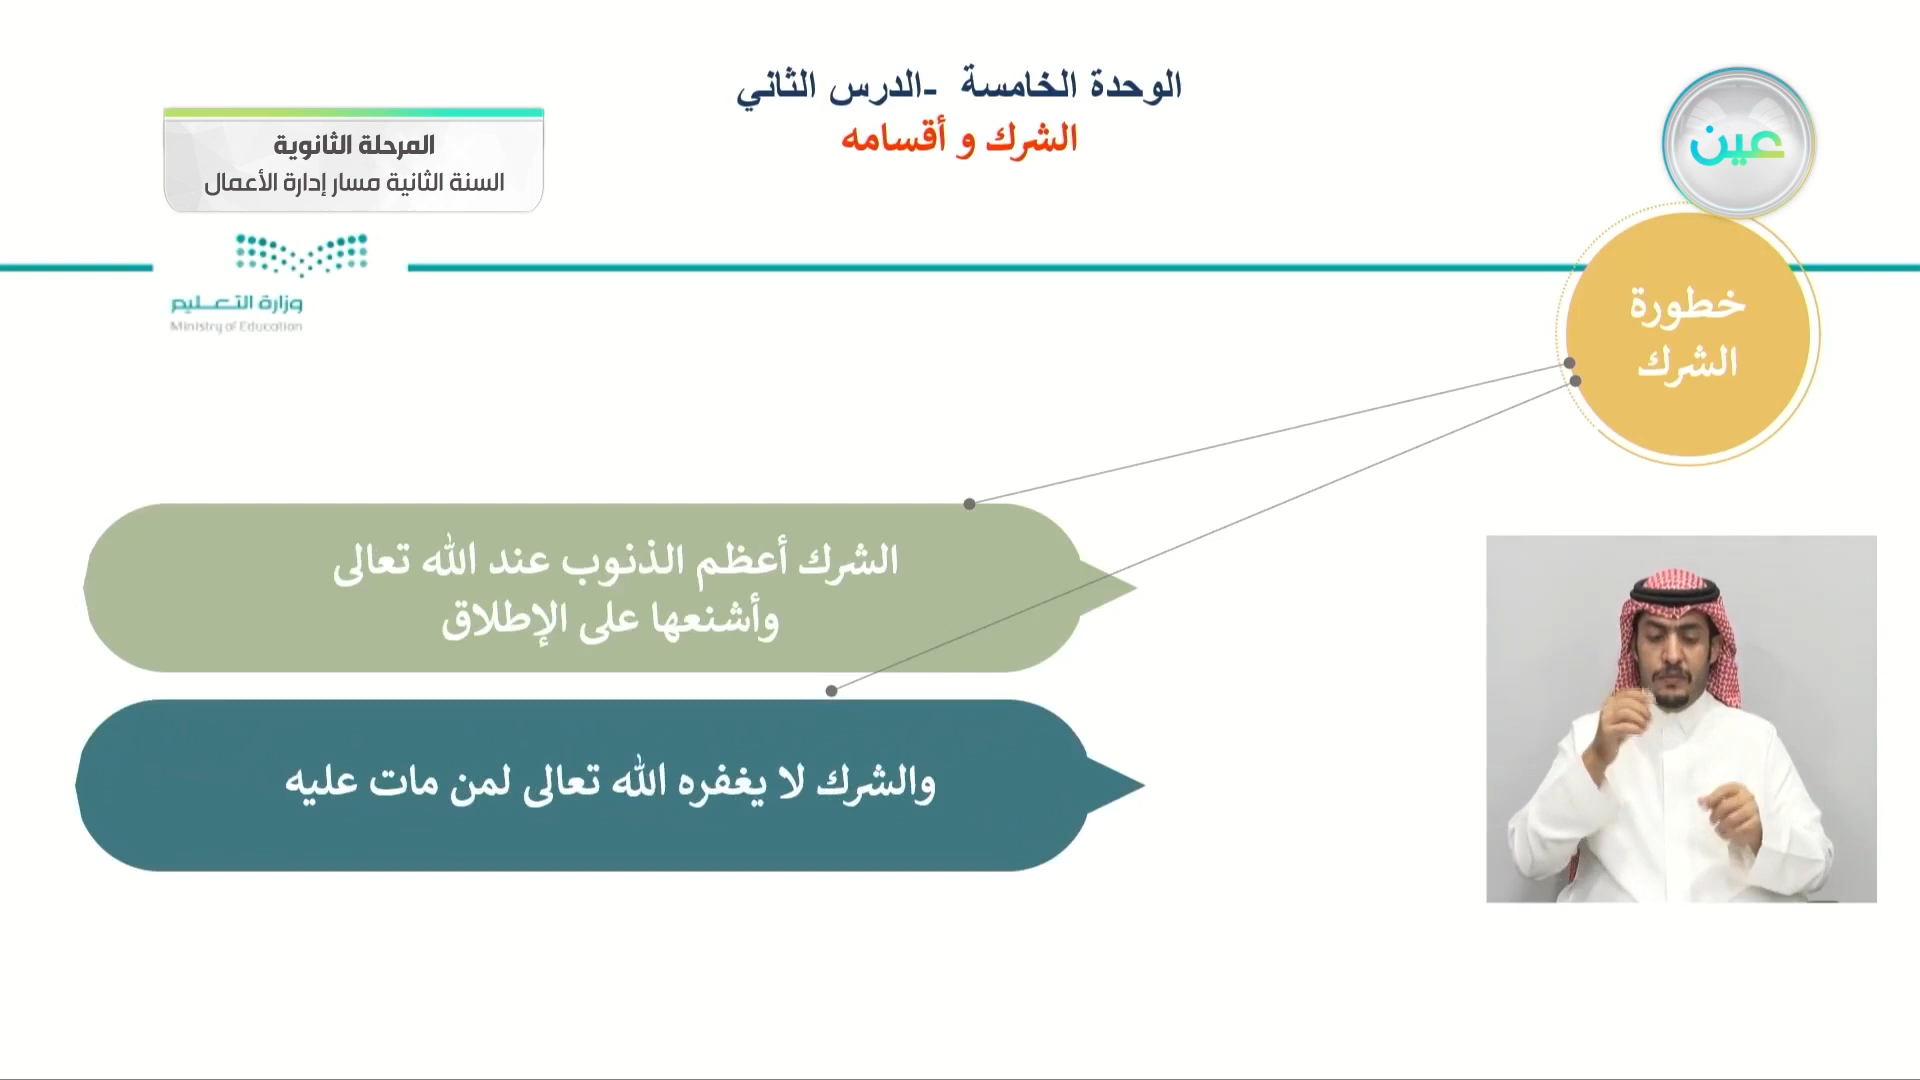 الوحدة الخامسة -الدرس الثاني
الشرك و أقسامه
عين
المرحلة الثانوية
السنة الثانية مسار إدارة الأعمال
وزارة التعليم
Ministry of Education
خطورة
الشرك
الشرك أعظم الذنوب عند الله تعالى
وأشنعها على الإطلاق
والشرك لا يغفره الله تعالى لمن مات عليه